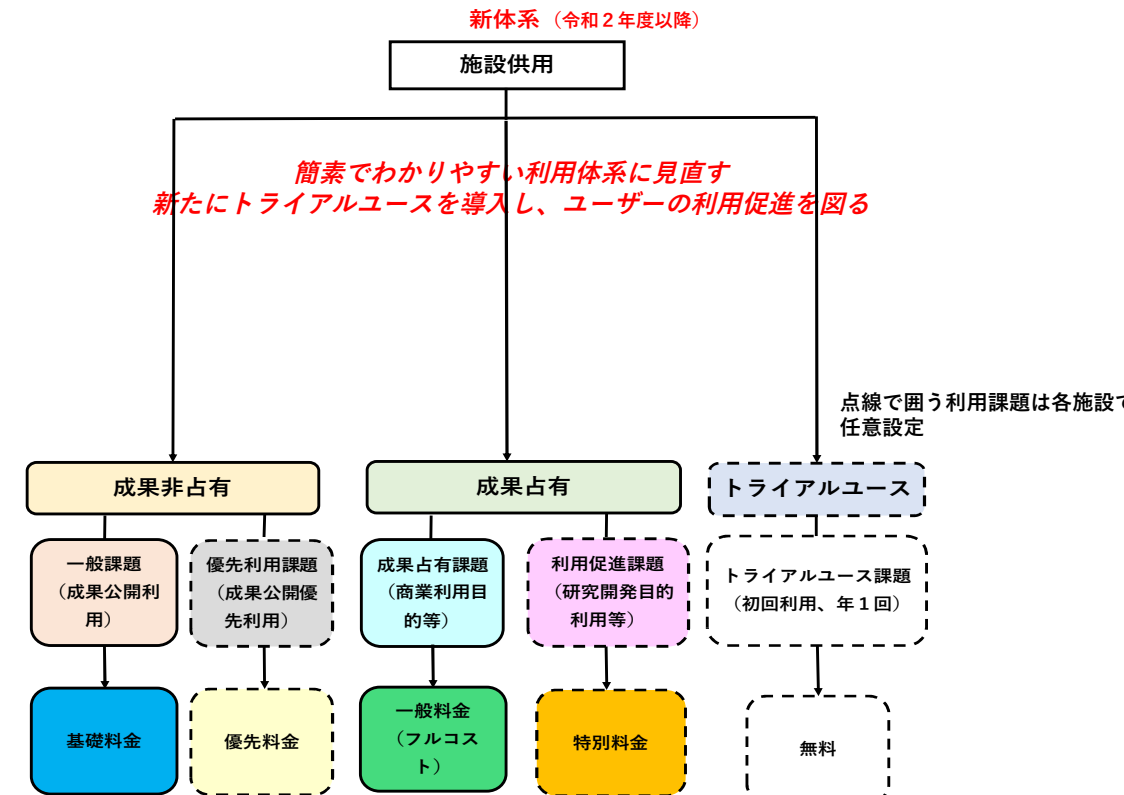 新体系（令和２年度以降）
施設供用
簡素でわかりやすい利用体系に見直す
新たにトライアルユースを導入し、ユーザーの利用促進を図る
点線で囲う利用課題は各施設で
任意設定
成果非占有
成果占有
トライアルユース
一般課題
（成果公開利
用）
優先利用課題
（成果公開優
先利用）
成果占有課題
（商業利用目
的等）
利用促進課題
（研究開発目的
利用等）
トライアルユース課題
（初回利用、年１回）
基礎料金
優先料金
一般料金
（フルコス
ト）
特別料金
無料